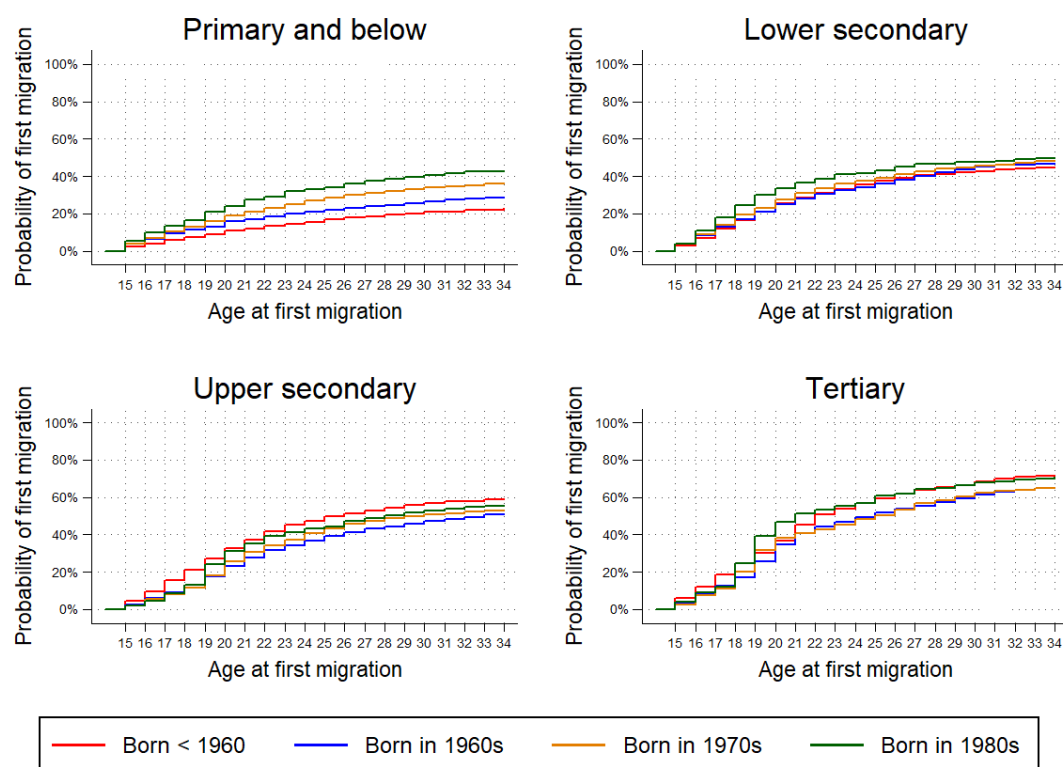 Primary and below
Probability of first migration
100%
80%
60%
40%
20%
0%
15 16 17 18 19 20 21 22 23 24 25 26 27 28 29 30 31 32 33 34
Age at first migration
Lower secondary
Probability of first migration
100%
80%
60%
40%
20%
0%
15 16 17 18 19 20 21 22 23 24 25 26 27 28 29 30 31 32 33 34
Age at first migration
Upper secondary
Probability of first migration
100%
80%
60%
40%
20%
0%
15 16 17 18 19 20 21 22 23 24 25 26 27 28 29 30 31 32 33 34
Age at first migration
Tertiary
Probability of first migration
100%
80%
60%
40%
20%
0%
15 16 17 18 19 20 21 22 23 24 25 26 27 28 29 30 31 32 33 34
Age at first migration
Born < 1960 Born in 1960s Born in 1970s Born in 1980s